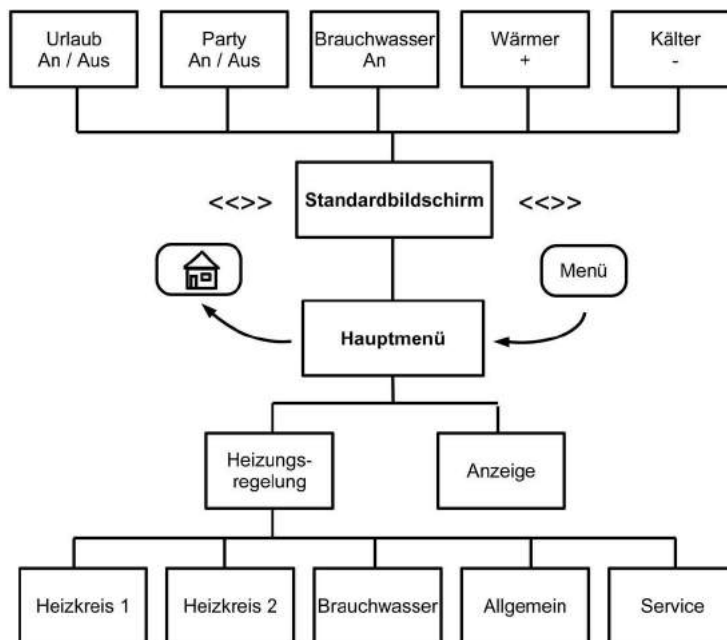 Urlaub
An / Aus
Party
An / Aus
Brauchwasser
An
Wärmer
+
Kälter
-
<<>>
Standardbildschirm
<<>>
Menü
Hauptmenü
Heizungs-
regelung
Anzeige
Heizkreis 1
Heizkreis 2
Brauchwasser
Allgemein
Service